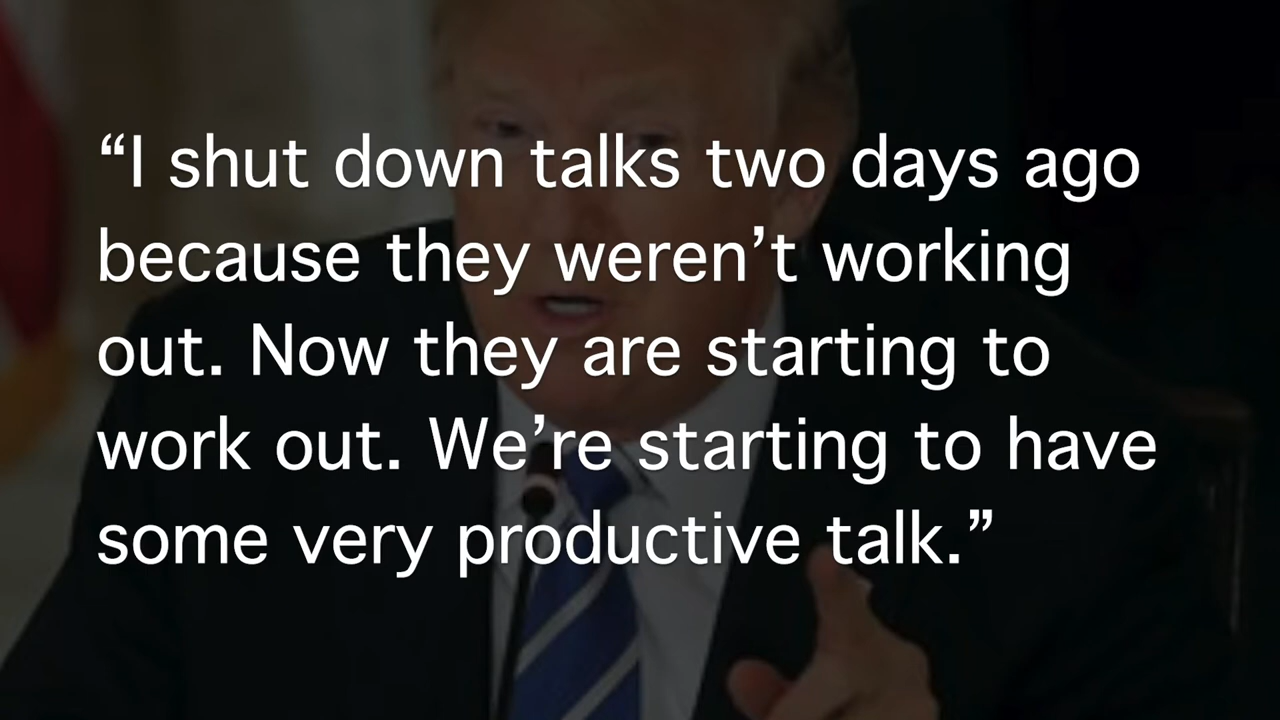 “I shut down talks two days ago
because they weren’t working
out. Now they are starting to
work out. We’re starting to have
some very productive talk.”